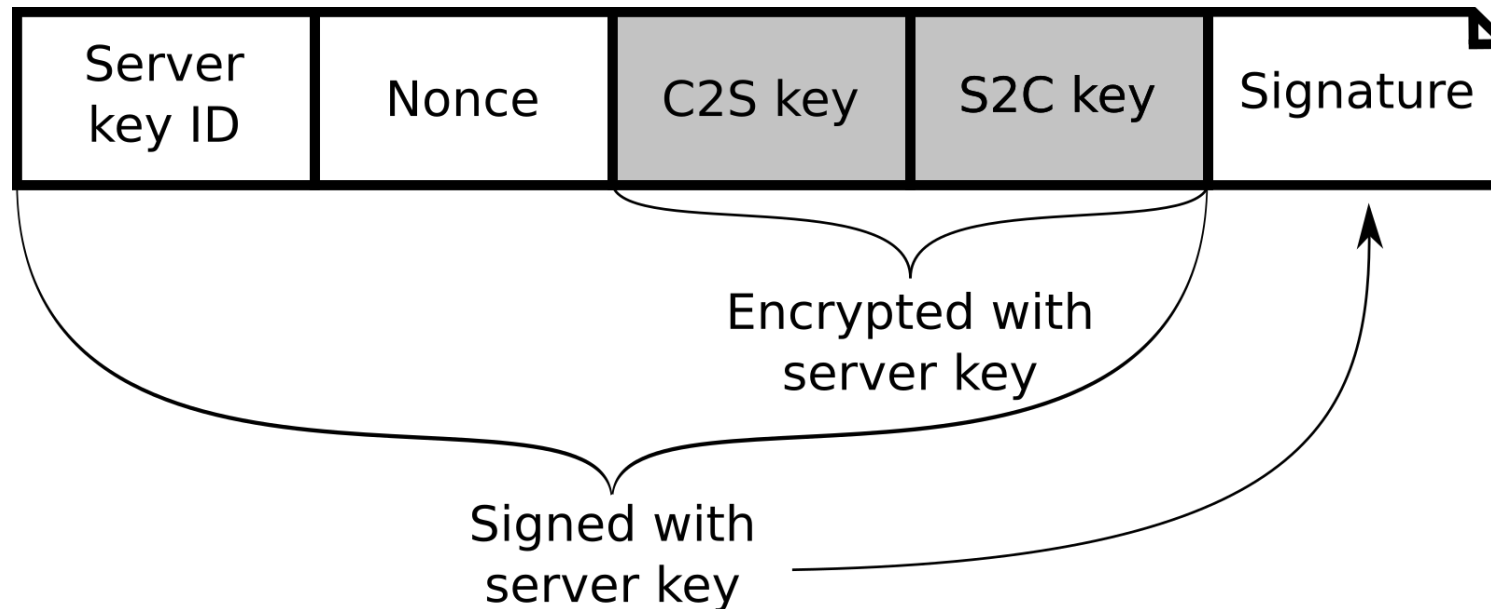 Server
key ID
Nonce
C2S key
S2C key
Signature
Encrypted with
server key
Signed with
server key